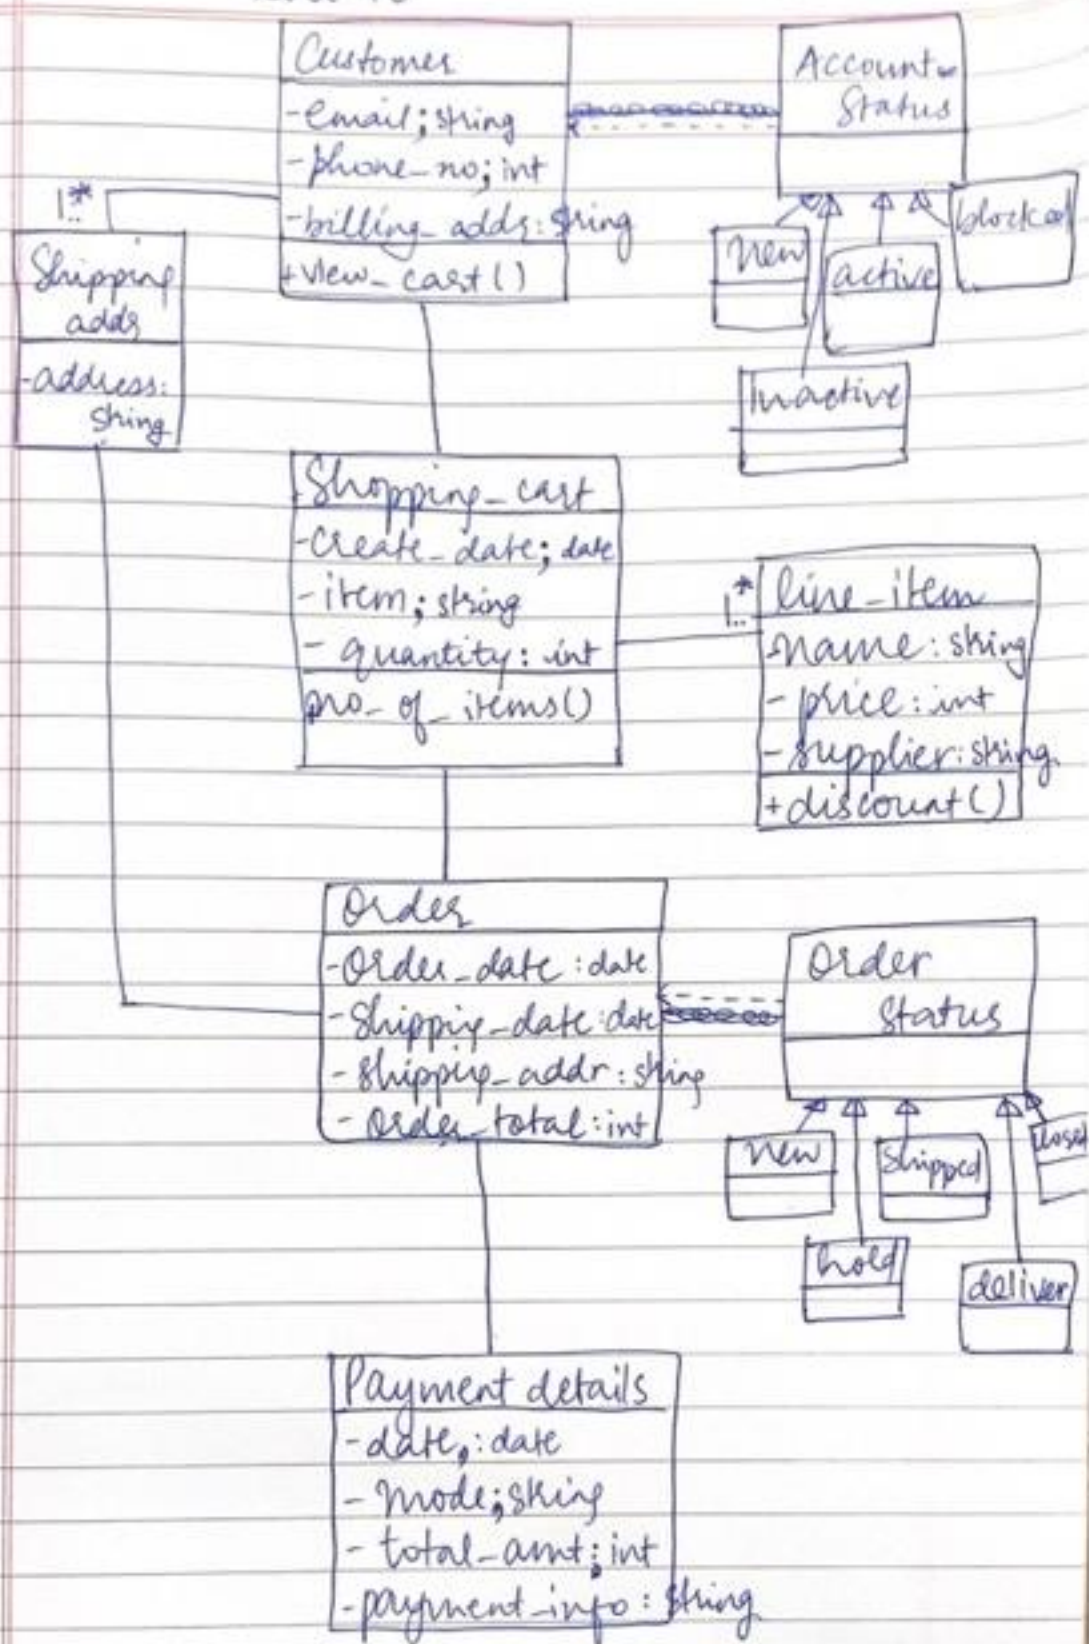 Customer
-email;string
-phone_no;int
-billing_addr:string
+view_cart()
Account
Status
new
active
blocked
Inactive
1..*
Shipping
addr
-address:
string
Shopping_cart
-create_date;date
-item;string
- quantity:int
no_of_items()
1..*
line_item
-name:string
- price:int
- supplier:string
+discount()
Order
-Order_date:date
-Shipping_date:date
- shipping_addr:string
- order_total:int
Order
Status
new
hold
Shipped
deliver
closed
Payment details
-date,:date
- Mode;string
- total_amt;int
-payment_info:string